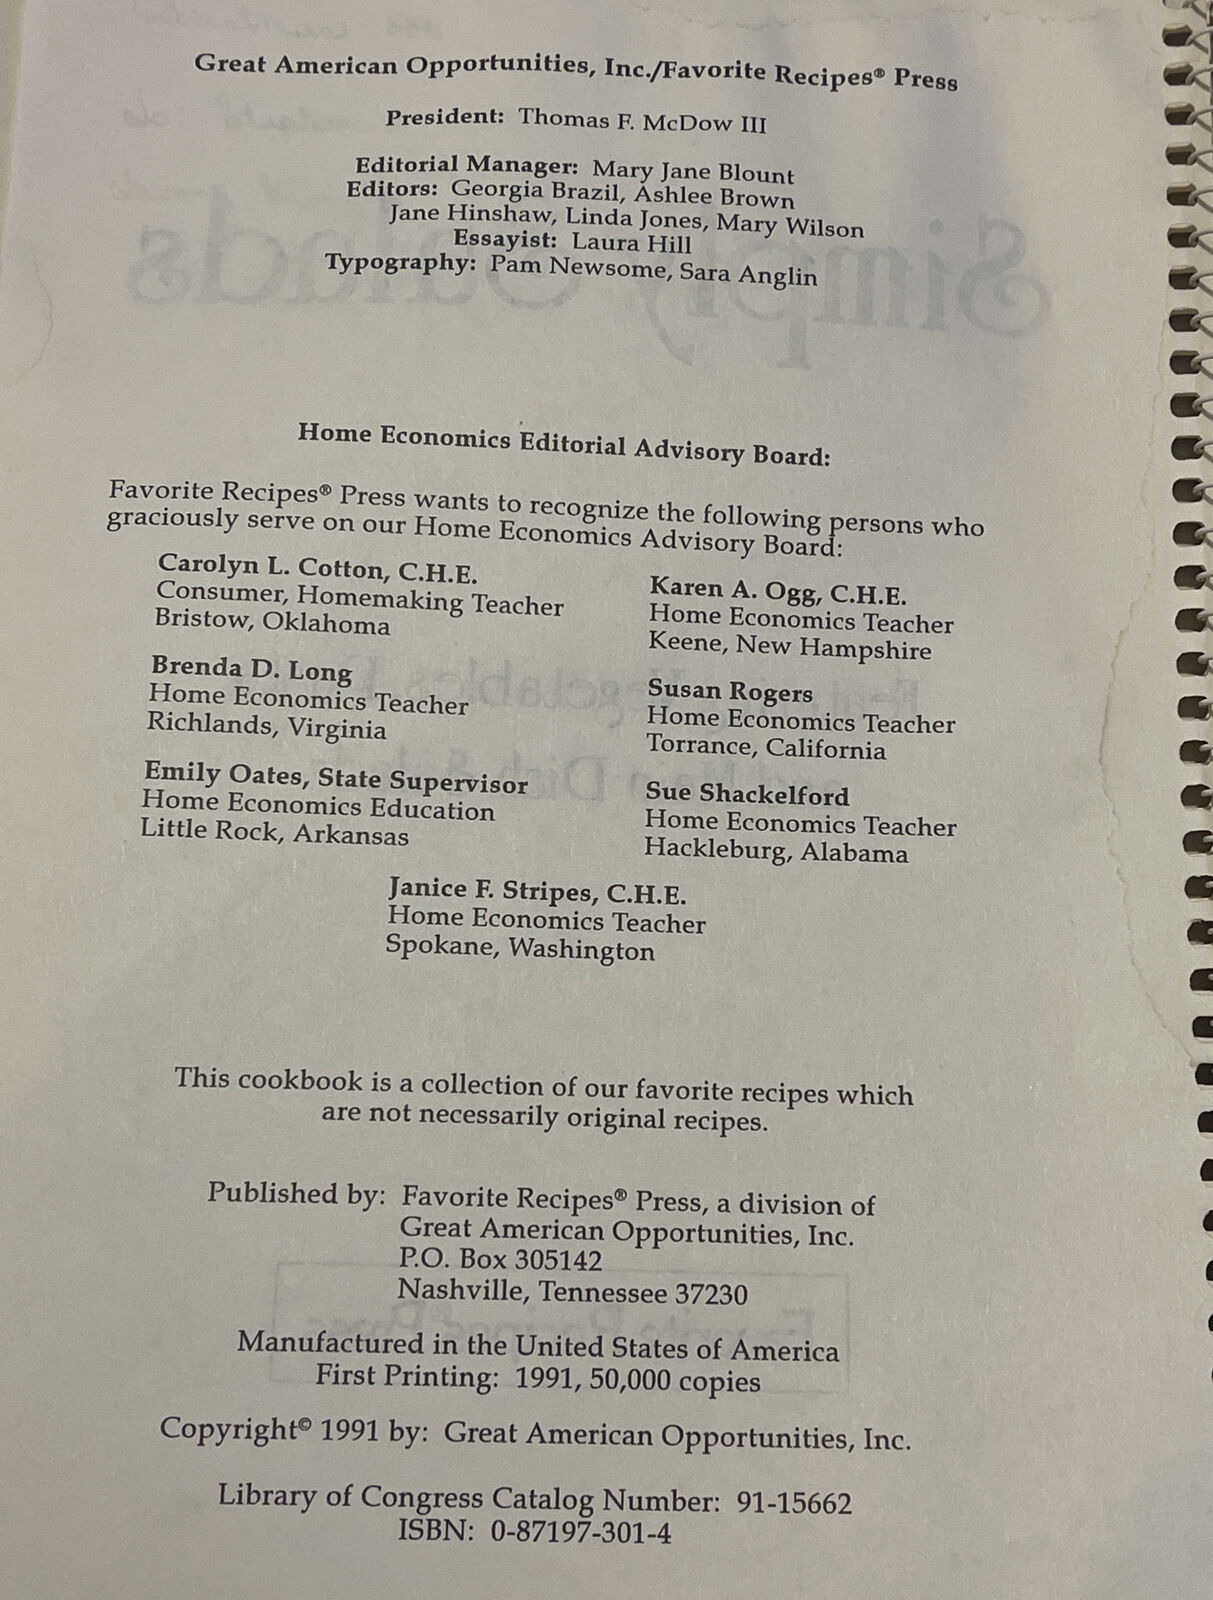 Great American Opportunities, Inc./Favorite Recipes® Press
President: Thomas F. McDow III
Editorial Manager: Mary Jane Blount
Editors: Georgia Brazil, Ashlee Brown
Jane Hinshaw, Linda Jones, Mary Wilson
Essayist: Laura Hill
Typography: Pam Newsome, Sara Anglin
Home Economics Editorial Advisory Board:
Favorite Recipes® Press wants to recognize the following persons who
graciously serve on our Home Economics Advisory Board:
Carolyn L. Cotton, C.H.E.
Consumer, Homemaking Teacher
Bristow, Oklahoma
Brenda D. Long
Home Economics Teacher
Richlands, Virginia
Emily Oates, State Supervisor
Home Economics Education
Little Rock, Arkansas
Karen A. Ogg, C.H.E.
Home Economics Teacher
Keene, New Hampshire
Susan Rogers
Home Economics Teacher
Torrance, California
Sue Shackelford
Home Economics Teacher
Hackleburg, Alabama
Janice F. Stripes, C.H.E.
Home Economics Teacher
Spokane, Washington
This cookbook is a collection of our favorite recipes which
are not necessarily original recipes.
Published by: Favorite Recipes® Press, a division of
Great American Opportunities, Inc.
P.O. Box 305142
Nashville, Tennessee 37230
Manufactured in the United States of America
First Printing: 1991, 50,000 copies
Copyright© 1991 by: Great American Opportunities, Inc.
Library of Congress Catalog Number: 91-15662
ISBN: 0-87197-301-4